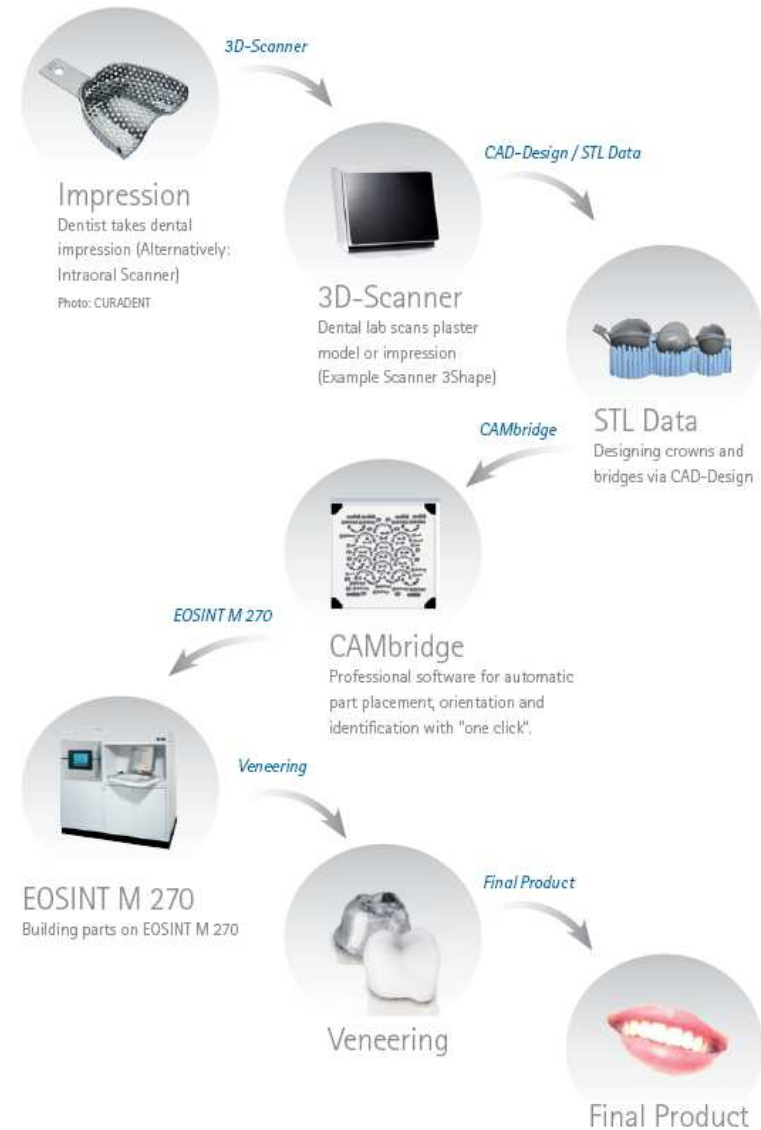 3D-Scanner
Impression
Dentist takes dental
impression (Alternatively:
Intraoral Scanner)
Photo: CURADENT
CAD-Design / STL Data
3D-Scanner
Dental lab scans plaster
model or impression
(Example Scanner 3Shape)
STL Data
Designing crowns and
bridges via CAD-Design
CAMbridge
CAMbridge
Professional software for automatic
part placement, orientation and
identification with "one click".
EOSINT M 270
EOSINT M 270
Building parts on EOSINT M 270
Veneering
Veneering
Final Product
Final Product